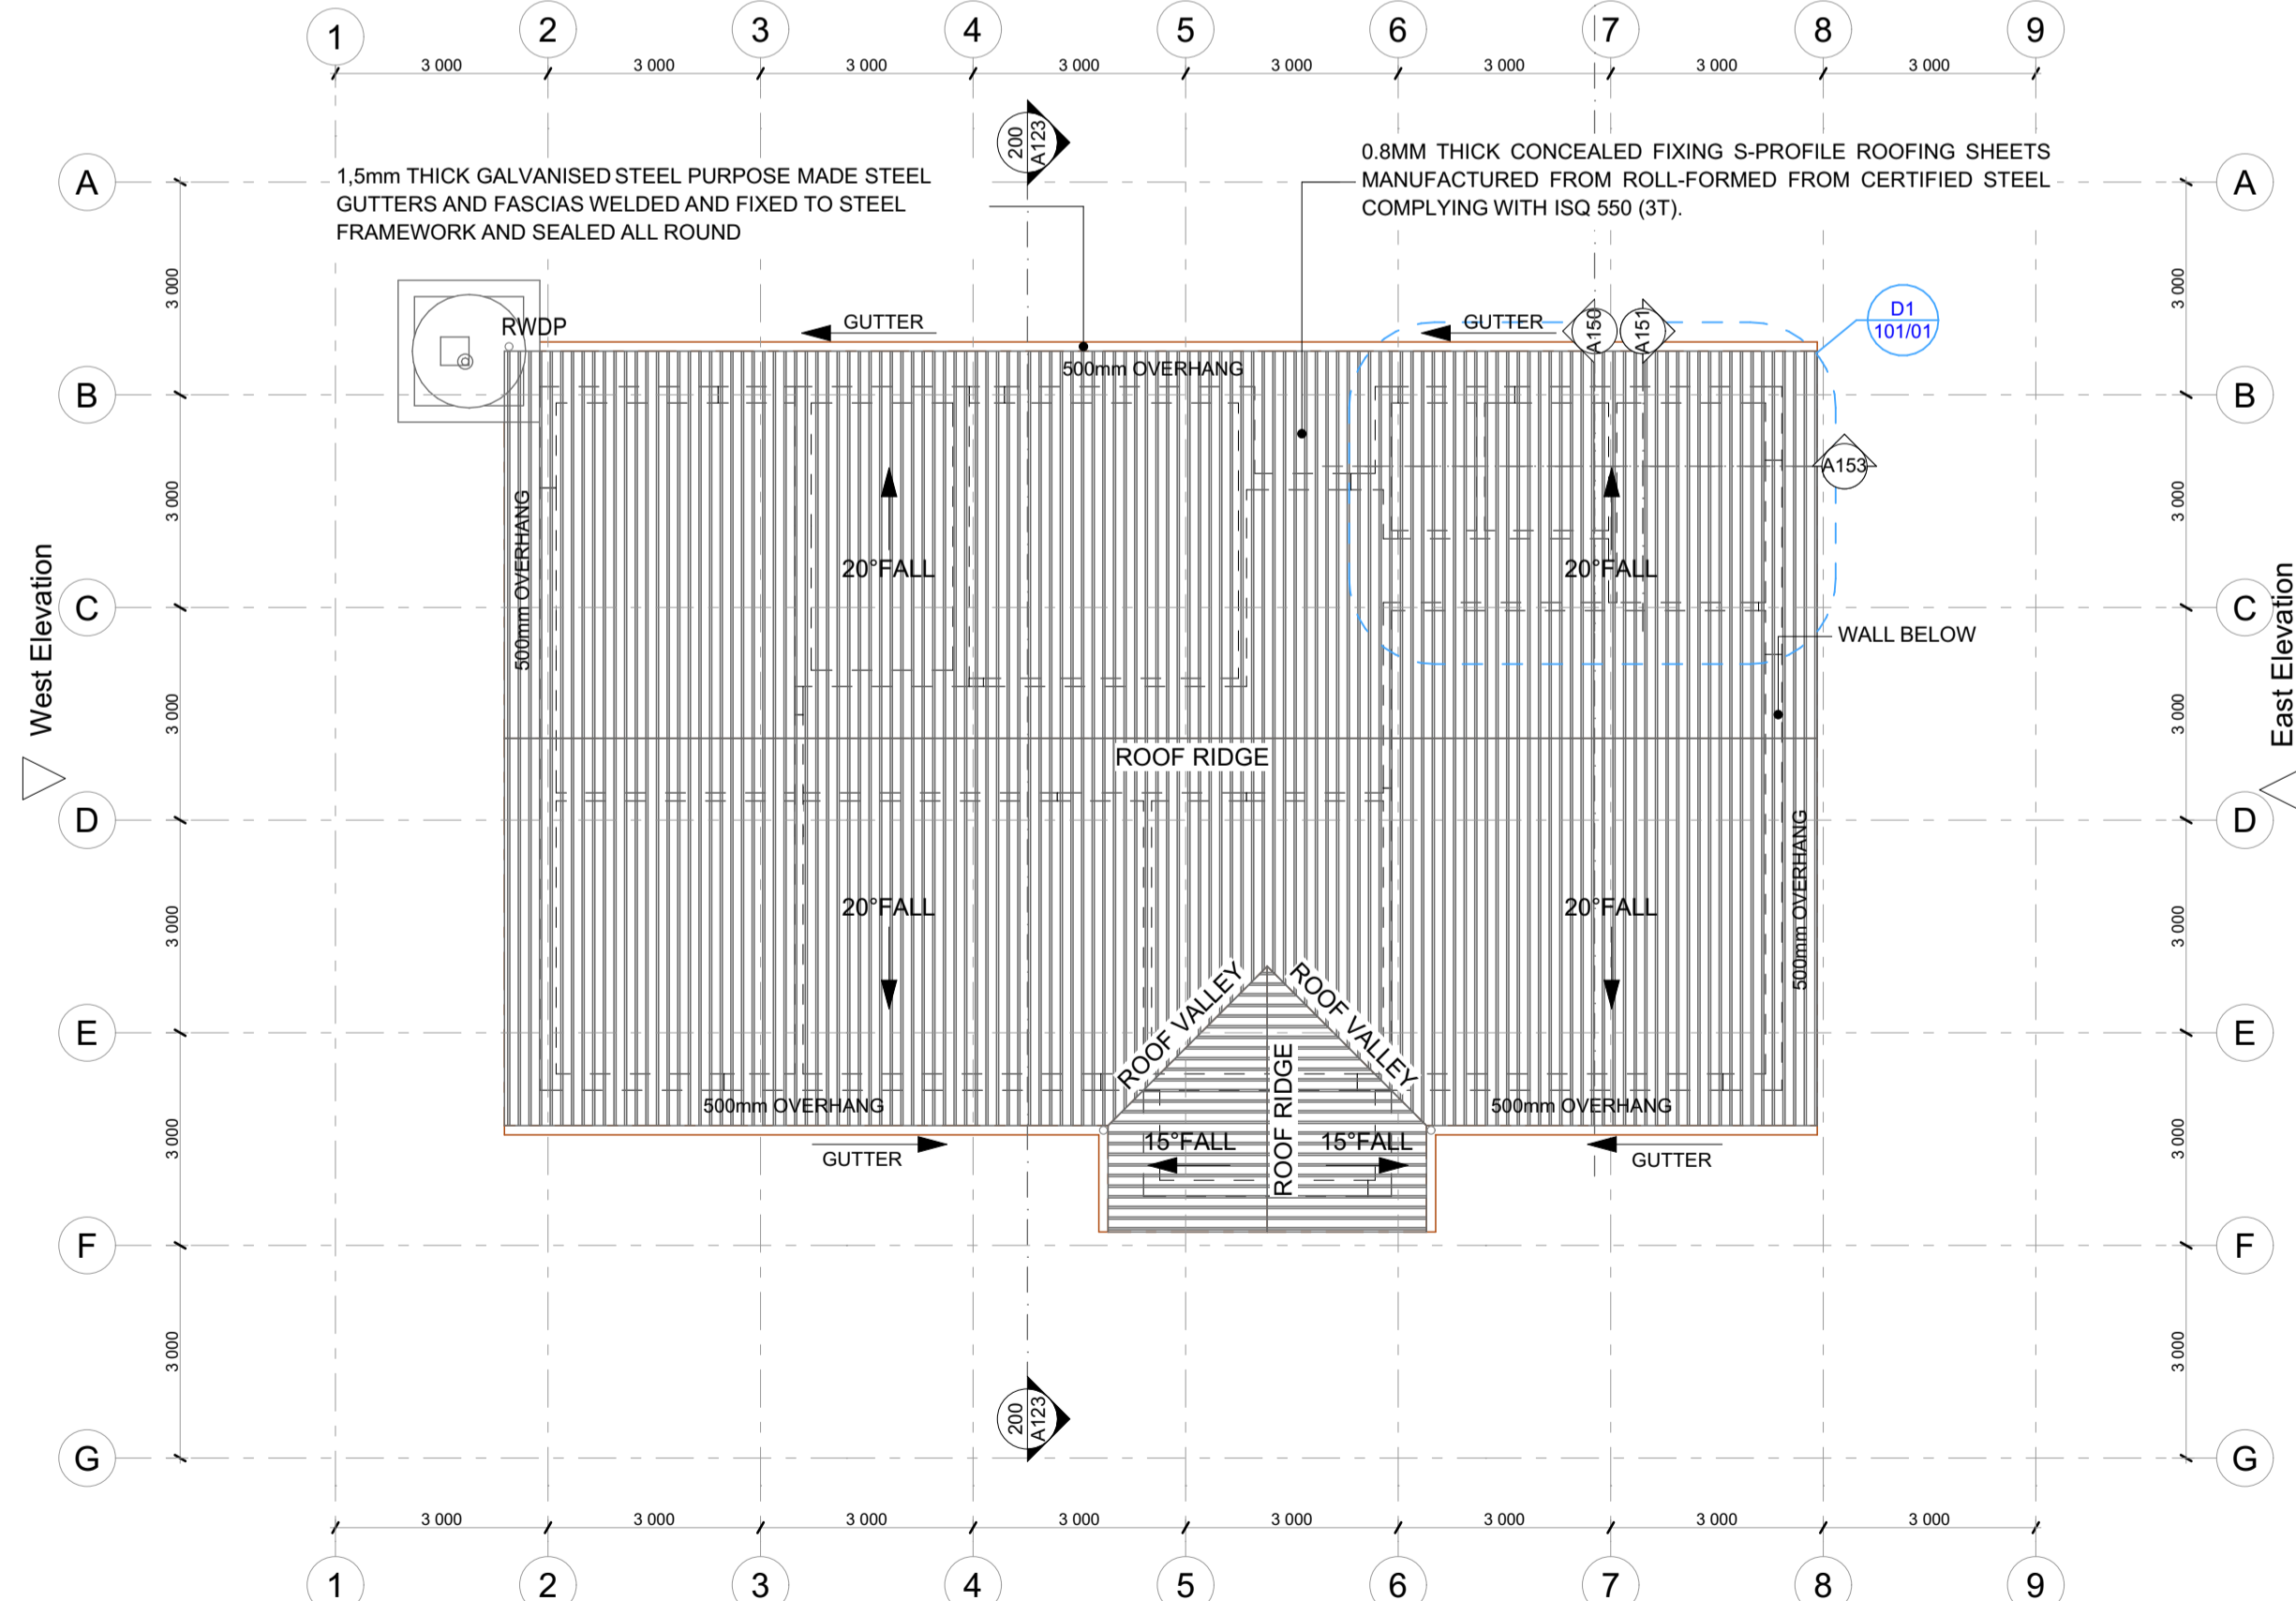 1 2 3 4 5 6 7 8 9
3 000 3 000 3 000 3 000 3 000 3 000 3 000 3 000
200
A123
1,5mm THICK GALVANISED STEEL PURPOSE MADE STEEL
GUTTERS AND FASCIAS WELDED AND FIXED TO STEEL
FRAMEWORK AND SEALED ALL ROUND
0.8MM THICK CONCEALED FIXING S-PROFILE ROOFING SHEETS
MANUFACTURED FROM ROLL-FORMED FROM CERTIFIED STEEL
COMPLYING WITH ISQ 550 (3T).
A
A
3 000
3 000
RWDP
GUTTER
GUTTER
A150
A151
D1
101/01
500mm OVERHANG
B
B
A153
3 000
3 000
500mm OVERHANG
20°FALL
20°FALL
C
C
WALL BELOW
West Elevation
East Elevation
3 000
3 000
ROOF RIDGE
D
D
3 000
3 000
20°FALL
20°FALL
500mm OVERHANG
ROOF VALLEY
ROOF VALLEY
E
E
ROOF RIDGE
500mm OVERHANG
500mm OVERHANG
3 000
3 000
15°FALL
15°FALL
GUTTER
GUTTER
F
F
3 000
3 000
200
A123
G
G
3 000 3 000 3 000 3 000 3 000 3 000 3 000 3 000
1 2 3 4 5 6 7 8 9